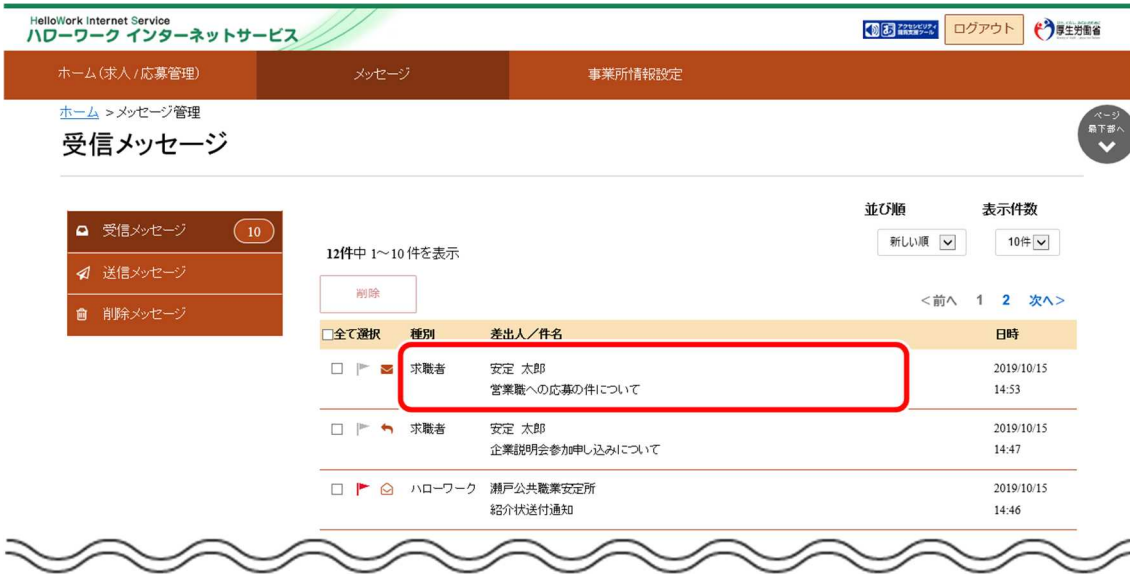 HelloWork Internet Service
ハローワーク インターネットサービス
ログアウト
厚生労働省
ホーム(求人/応募管理)
メッセージ
事業所情報設定
ホーム >メッセージ管理
ページ
最下部へ
受信メッセージ
受信メッセージ 10
送信メッセージ
削除メッセージ
並び順 表示件数
新しい順 10件
12件中 1～10 件を表示
削除
<前へ 1 2 次へ>
全て選択 種別 差出人/件名 日時
求職者 安定 太郎 2019/10/15
営業職への応募の件について 14:53
求職者 安定 太郎 2019/10/15
企業説明会参加申し込みについて 14:47
ハローワーク 瀬戸公共職業安定所 2019/10/15
紹介状送付通知 14:46